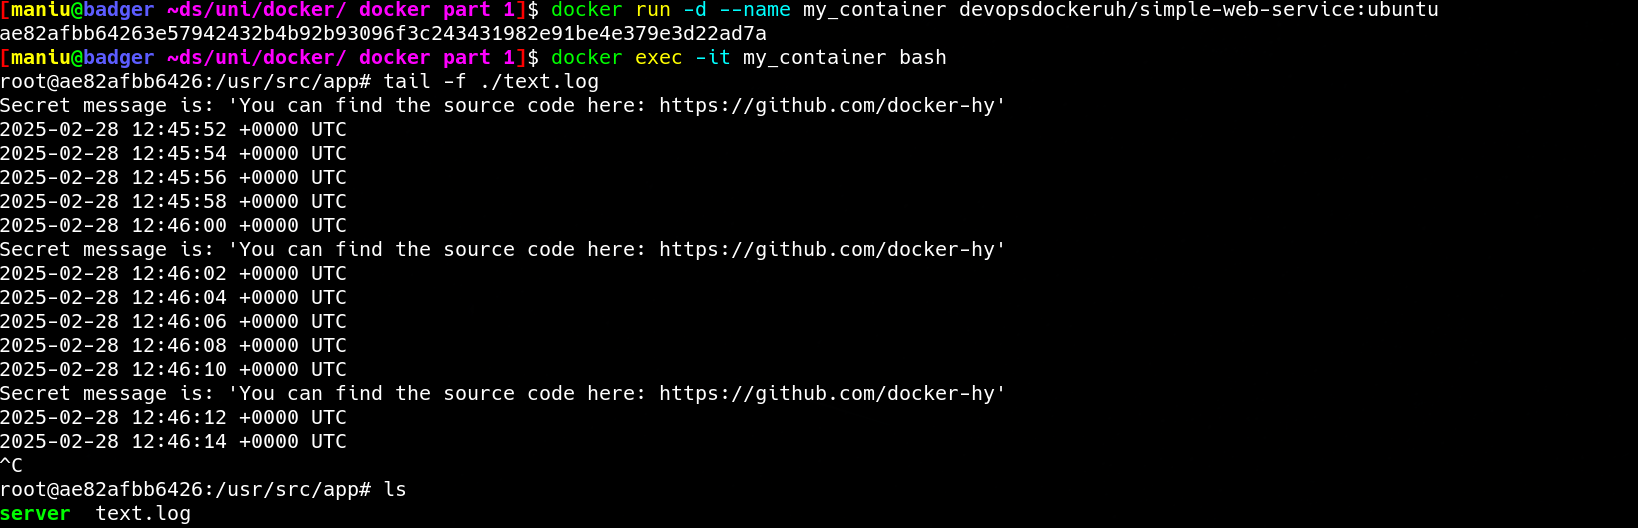 [maniu@badger ~ds/uni/docker/ docker part 1]$ docker run -d --name my_container devopsdockeruh/simple-web-service:ubuntu
ae82afbb64263e57942432b4b92b93096f3c243431982e91be4e379e3d22ad7a
[maniu@badger ~ds/uni/docker/ docker part 1]$ docker exec -it my_container bash
root@ae82afbb6426:/usr/src/app# tail -f ./text.log
Secret message is: 'You can find the source code here: https://github.com/docker-hy'
2025-02-28 12:45:52 +0000 UTC
2025-02-28 12:45:54 +0000 UTC
2025-02-28 12:45:56 +0000 UTC
2025-02-28 12:45:58 +0000 UTC
2025-02-28 12:46:00 +0000 UTC
Secret message is: 'You can find the source code here: https://github.com/docker-hy'
2025-02-28 12:46:02 +0000 UTC
2025-02-28 12:46:04 +0000 UTC
2025-02-28 12:46:06 +0000 UTC
2025-02-28 12:46:08 +0000 UTC
2025-02-28 12:46:10 +0000 UTC
Secret message is: 'You can find the source code here: https://github.com/docker-hy'
2025-02-28 12:46:12 +0000 UTC
2025-02-28 12:46:14 +0000 UTC
^C
root@ae82afbb6426:/usr/src/app# ls
server  text.log